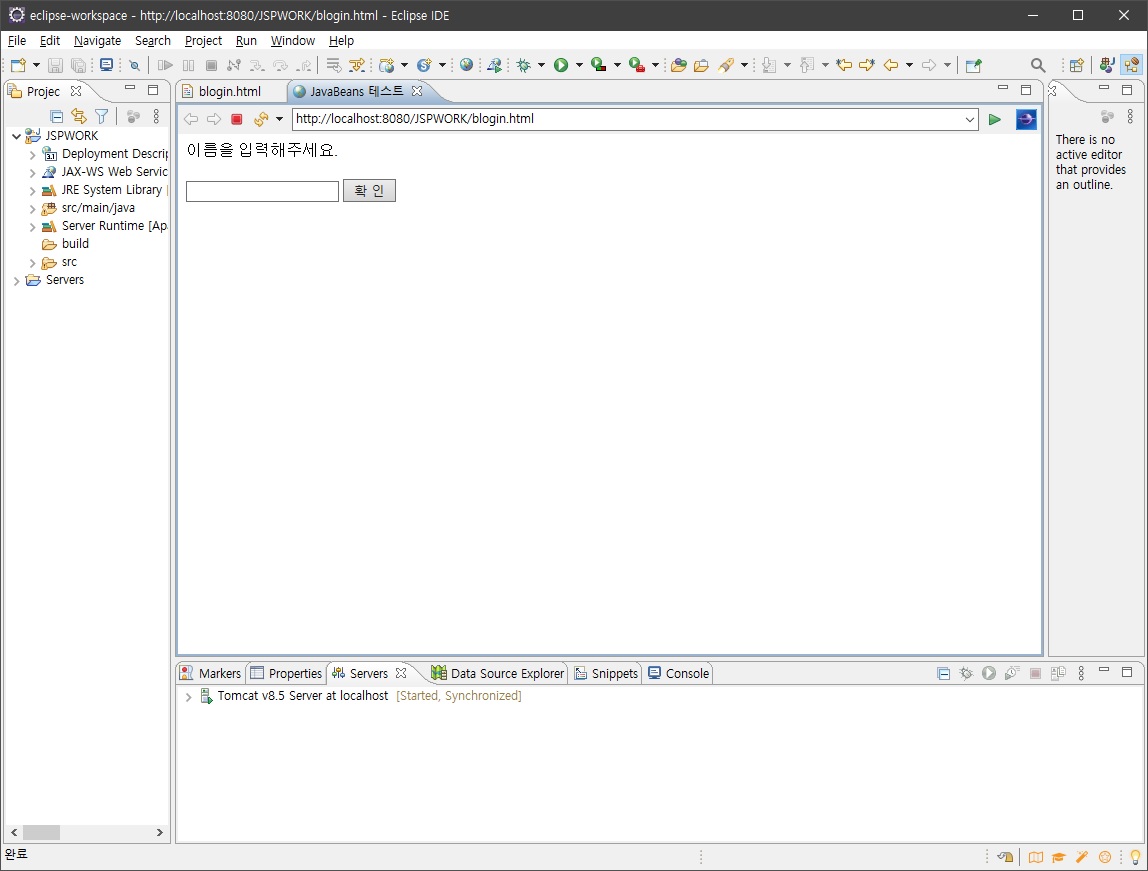 eclipse-workspace - http://localhost:8080/JSPWORK/blogin.html - Eclipse IDE
File Edit Navigate Search Project Run Window Help
Projec
blogin.html
JavaBeans 테스트
http://localhost:8080/JSPWORK/blogin.html
JSPWORK
Deployment Descrip
JAX-WS Web Servic
JRE System Library
src/main/java
Server Runtime [Ap
build
src
Servers
이름을 입력해주세요.
확 인
There is no
active editor
that provides
an outline.
Markers Properties Servers Data Source Explorer Snippets Console
Tomcat v8.5 Server at localhost [Started, Synchronized]
완료